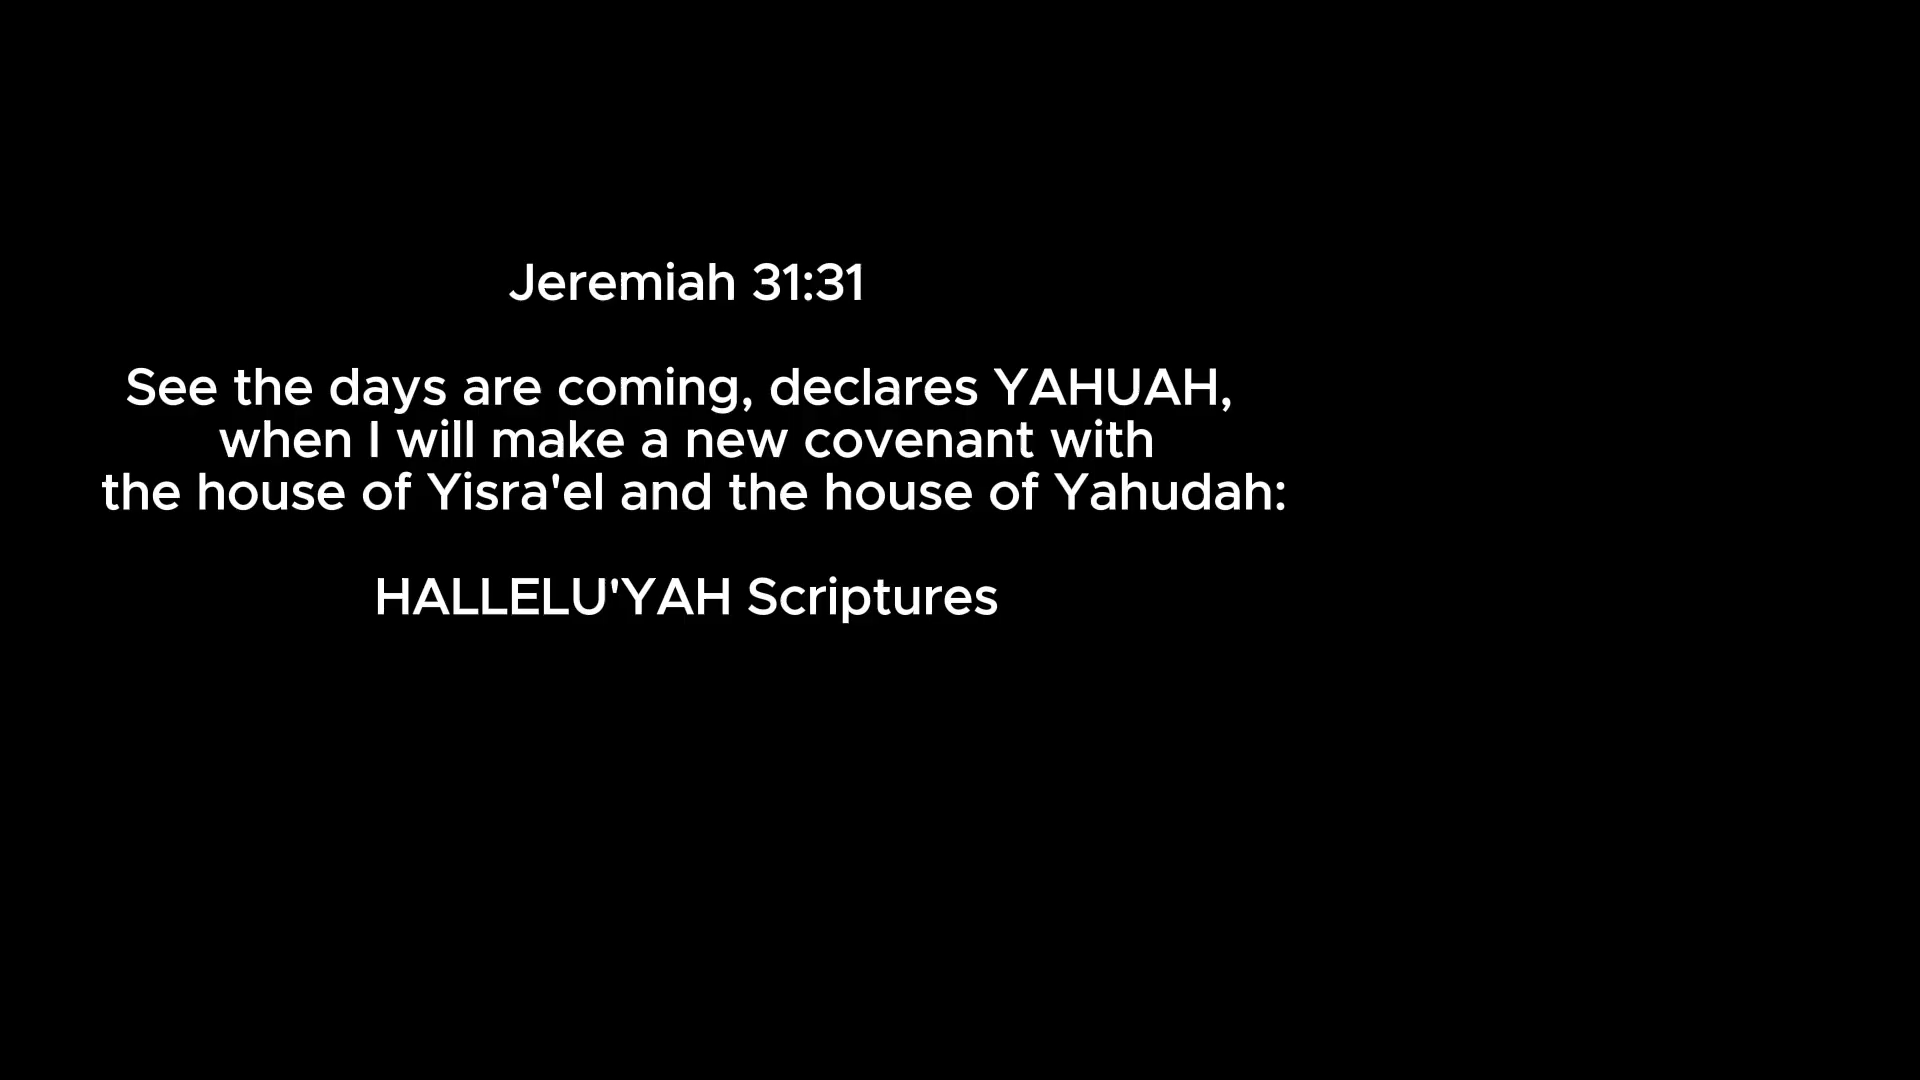 Jeremiah 31:31
See the days are coming, declares YAHUAH,
when I will make a new covenant with
the house of Yisra'el and the house of Yahudah:
HALLELU'YAH Scriptures